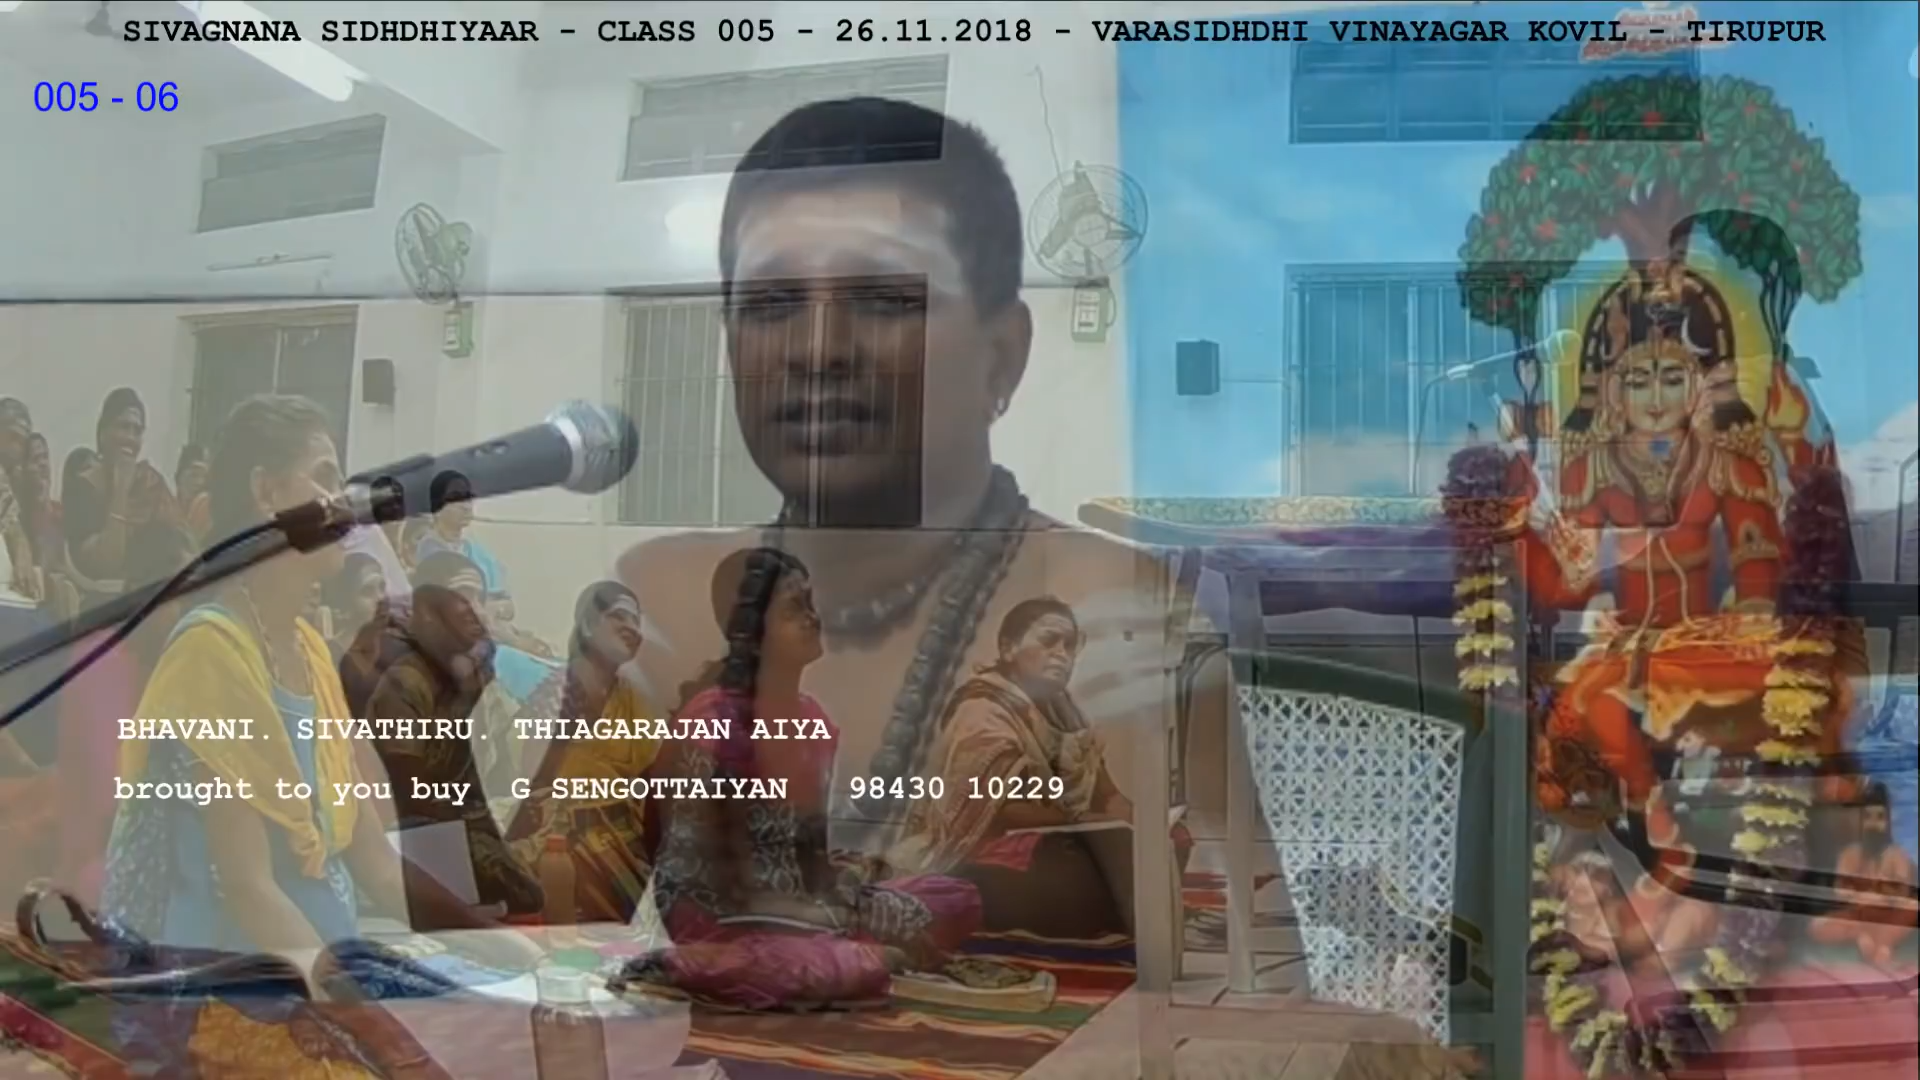 SIVAGNANA SIDHDHIYAAR - CLASS 005 - 26.11.2018 - VARASIDHDHI VINAYAGAR KOVIL - TIRUPUR
005 - 06
BHAVANI. SIVATHIRU. THIAGARAJAN AIYA
brought to you buy G SENGOTTAIYAN 98430 10229